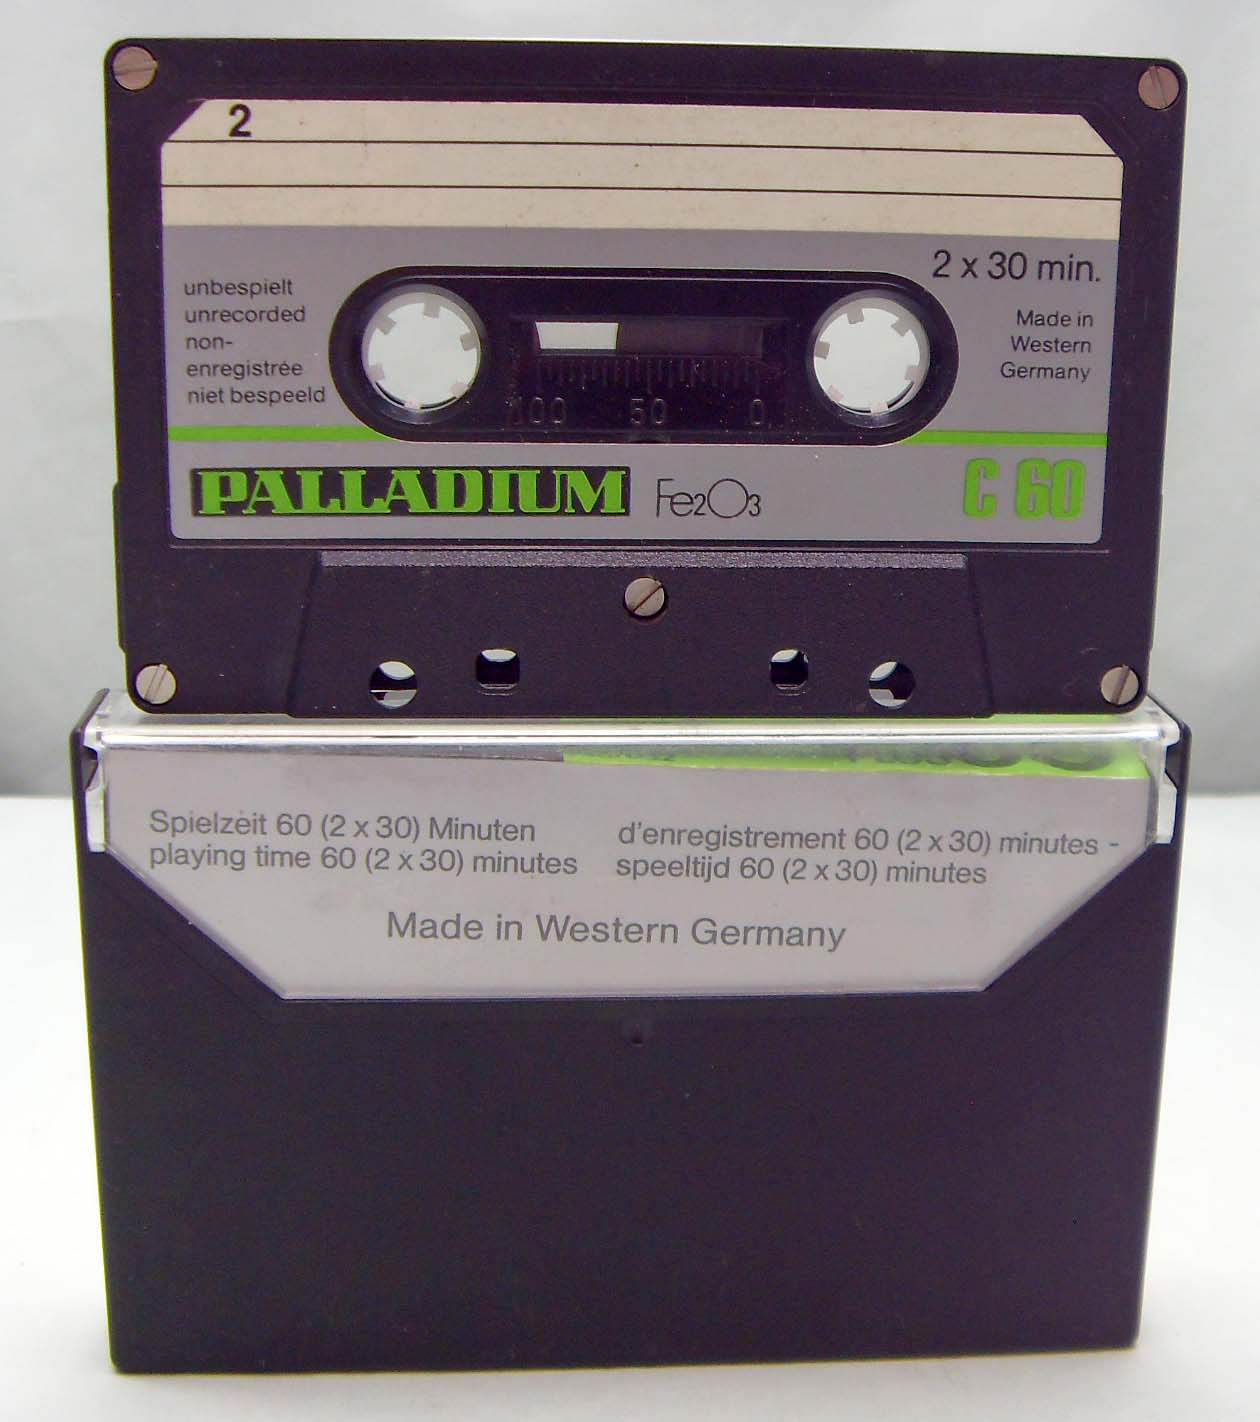 2
2 x 30 min.
unbespielt
unrecorded
non-
enregistrée
niet bespeeld
Made in
Western
Germany
100 50 0
PALLADIUM Fe2O3 C 60
Spielzeit 60 (2 x 30) Minuten
playing time 60 (2 x 30) minutes
d'enregistrement 60 (2 x 30) minutes -
speeltijd 60 (2 x 30) minutes
Made in Western Germany